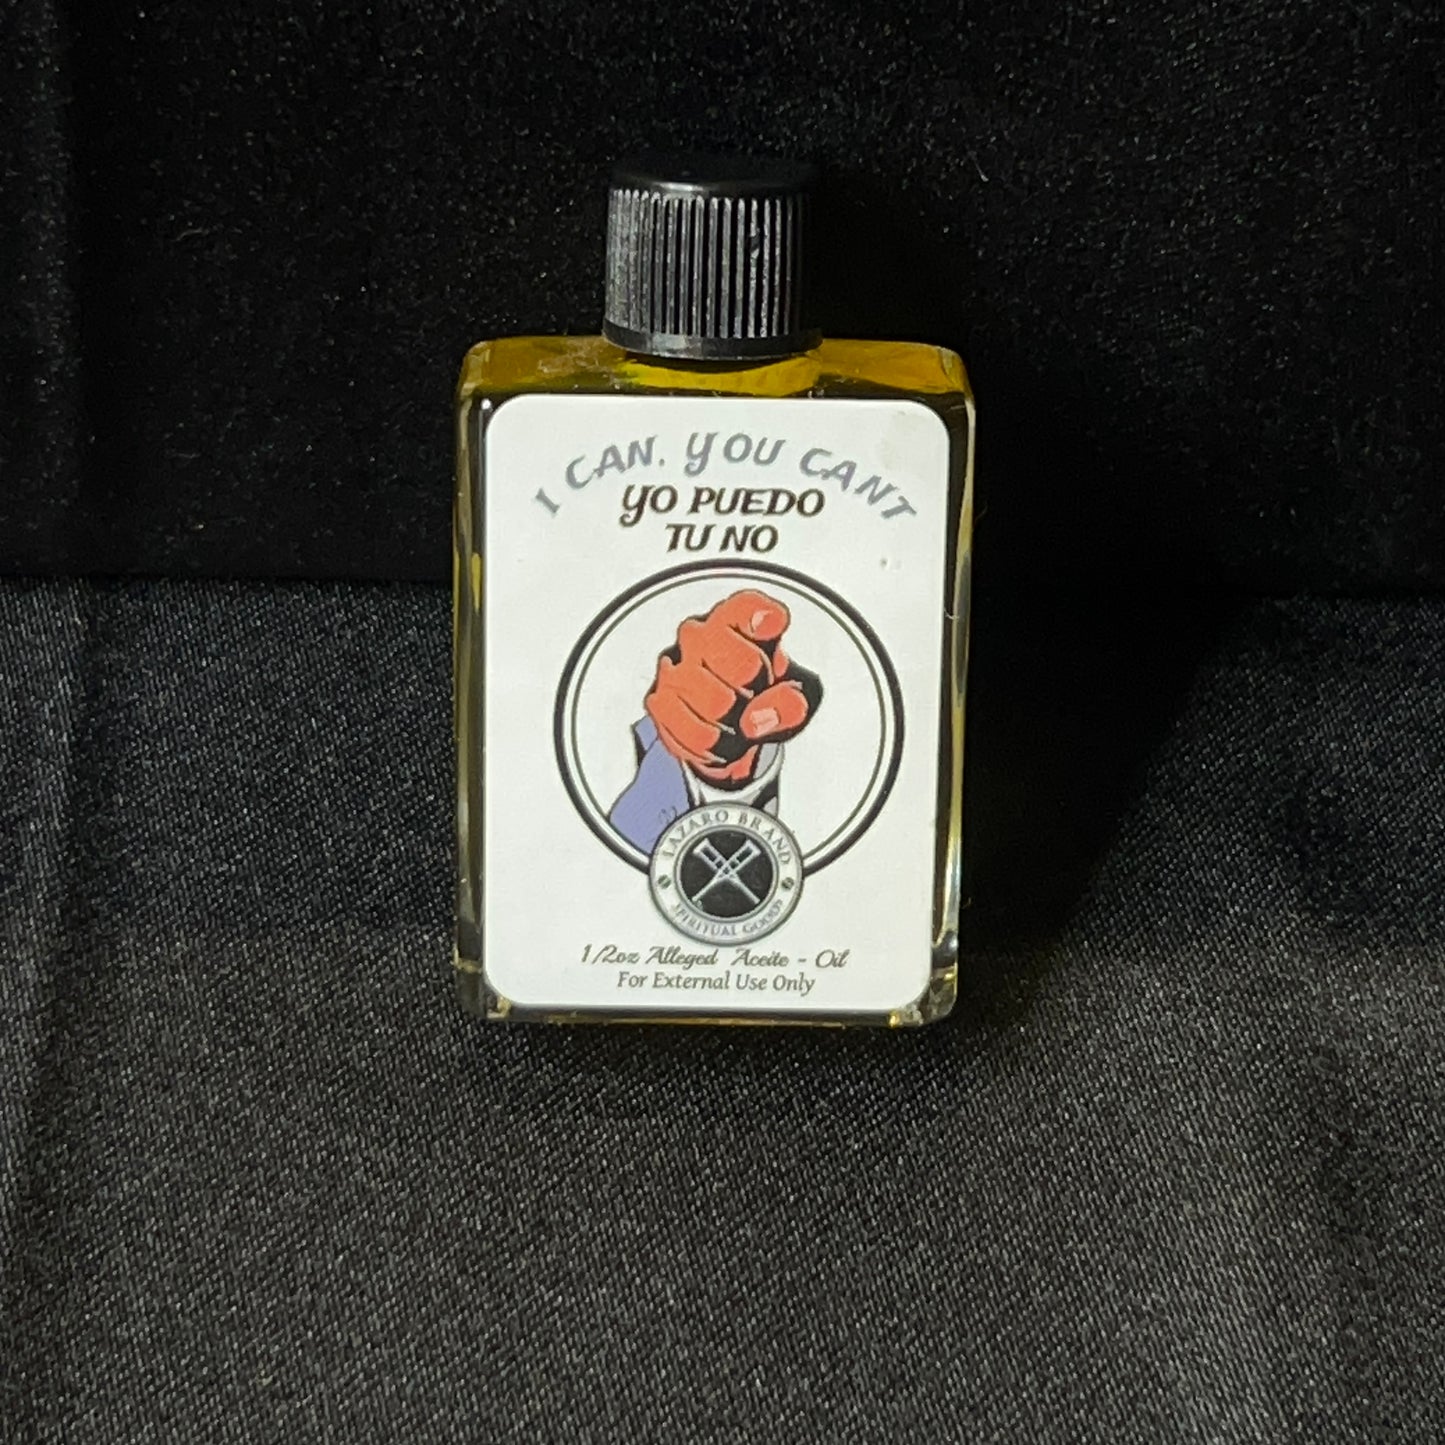 I CAN. YOU CANT
YO PUEDO
TU NO
LAZARO BRAND
SPIRITUAL GOODS
1/2oz Alleged Aceite - Oil
For External Use Only